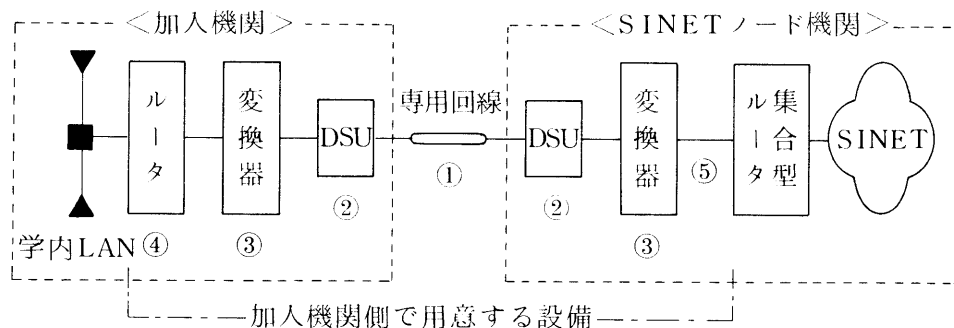 <加入機関>
<SINETノード機関>
ルータ
変換器
DSU
専用回線
DSU
変換器
集合型ルータ
SINET
①
②
②
⑤
学内LAN
④
③
③
加入機関側で用意する設備